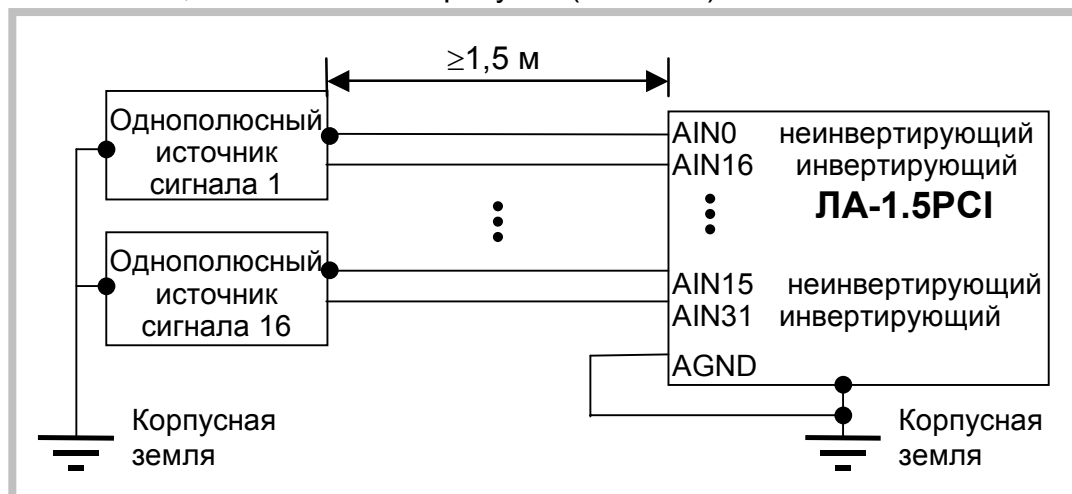 ≥1,5 м
Однополюсный
источник
сигнала 1
AIN0 неинвертирующий
AIN16 инвертирующий
ЛА-1.5PCI
Однополюсный
источник
сигнала 16
AIN15 неинвертирующий
AIN31 инвертирующий
AGND
Корпусная
земля
Корпусная
земля